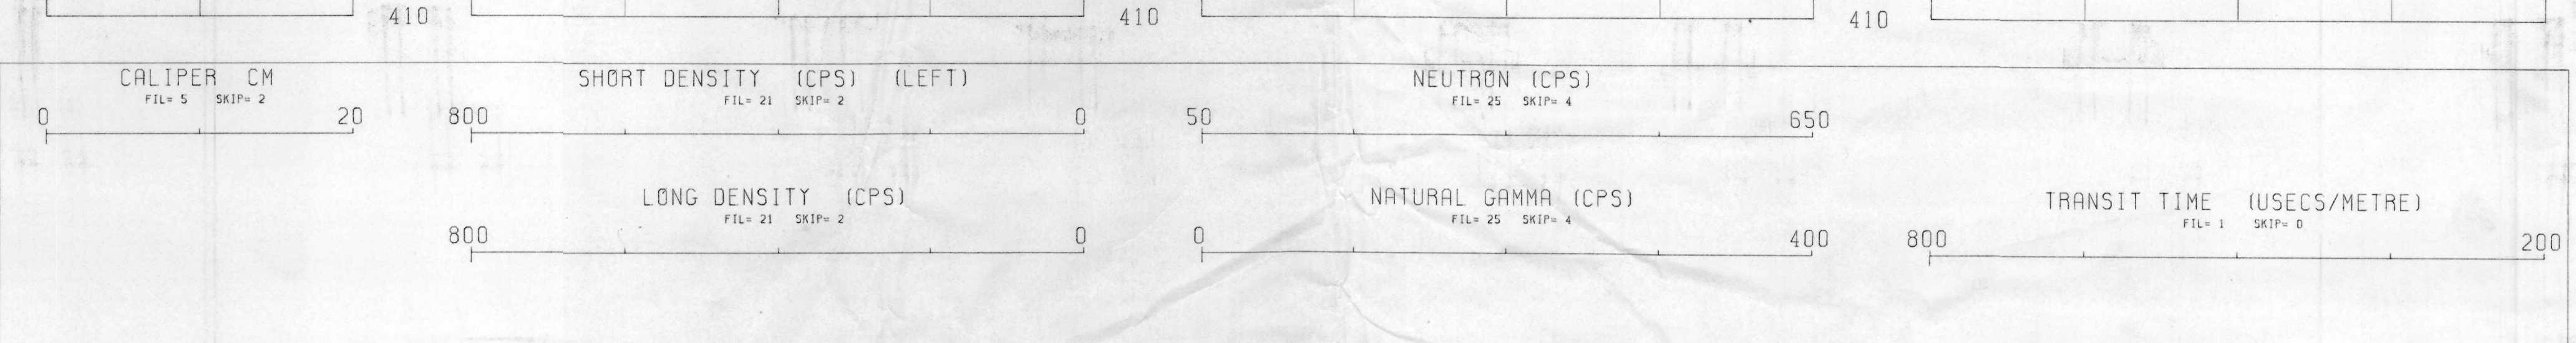 410 410 410
CALIPER CM SHORT DENSITY (CPS) (LEFT) NEUTRON (CPS)
FIL= 5 SKIP= 2 FIL= 21 SKIP= 2 FIL= 25 SKIP= 4
0 20 800 0 50 650
LONG DENSITY (CPS) NATURAL GAMMA (CPS) TRANSIT TIME (USECS/METRE)
FIL= 21 SKIP= 2 FIL= 25 SKIP= 4 FIL= 1 SKIP= 0
800 0 0 400 800 200